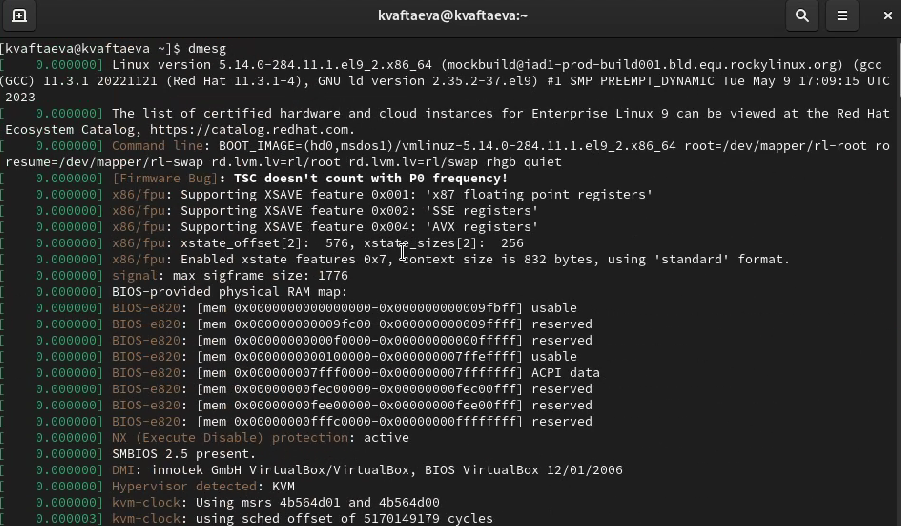 kvaftaeva@kvaftaeva:~
[kvaftaeva@kvaftaeva ~]$ dmesg
[    0.000000] Linux version 5.14.0-284.11.1.el9_2.x86_64 (mockbuild@iad1-prod-build001.bld.equ.rockylinux.org) (gcc
(GCC) 11.3.1 20221121 (Red Hat 11.3.1-4), GNU ld version 2.35.2-37.el9) #1 SMP PREEMPT_DYNAMIC Tue May 9 17:09:15 UTC
2023
[    0.000000] The list of certified hardware and cloud instances for Enterprise Linux 9 can be viewed at the Red Hat
Ecosystem Catalog, https://catalog.redhat.com.
[    0.000000] Command line: BOOT_IMAGE=(hd0,msdos1)/vmlinuz-5.14.0-284.11.1.el9_2.x86_64 root=/dev/mapper/rl-root ro
resume=/dev/mapper/rl-swap rd.lvm.lv=rl/root rd.lvm.lv=rl/swap rhgb quiet
[    0.000000] [Firmware Bug]: TSC doesn't count with P0 frequency!
[    0.000000] x86/fpu: Supporting XSAVE feature 0x001: 'x87 floating point registers'
[    0.000000] x86/fpu: Supporting XSAVE feature 0x002: 'SSE registers'
[    0.000000] x86/fpu: Supporting XSAVE feature 0x004: 'AVX registers'
[    0.000000] x86/fpu: xstate_offset[2]:  576, xstate_sizes[2]:  256
[    0.000000] x86/fpu: Enabled xstate features 0x7, context size is 832 bytes, using 'standard' format.
[    0.000000] signal: max sigframe size: 1776
[    0.000000] BIOS-provided physical RAM map:
[    0.000000] BIOS-e820: [mem 0x0000000000000000-0x000000000009fbff] usable
[    0.000000] BIOS-e820: [mem 0x000000000009fc00-0x000000000009ffff] reserved
[    0.000000] BIOS-e820: [mem 0x00000000000f0000-0x00000000000fffff] reserved
[    0.000000] BIOS-e820: [mem 0x0000000000100000-0x000000007ffeffff] usable
[    0.000000] BIOS-e820: [mem 0x000000007fff0000-0x000000007fffffff] ACPI data
[    0.000000] BIOS-e820: [mem 0x00000000fec00000-0x00000000fec00fff] reserved
[    0.000000] BIOS-e820: [mem 0x00000000fee00000-0x00000000fee00fff] reserved
[    0.000000] BIOS-e820: [mem 0x00000000fffc0000-0x00000000ffffffff] reserved
[    0.000000] NX (Execute Disable) protection: active
[    0.000000] SMBIOS 2.5 present.
[    0.000000] DMI: innotek GmbH VirtualBox/VirtualBox, BIOS VirtualBox 12/01/2006
[    0.000000] Hypervisor detected: KVM
[    0.000000] kvm-clock: Using msrs 4b564d01 and 4b564d00
[    0.000003] kvm-clock: using sched offset of 5170149179 cycles